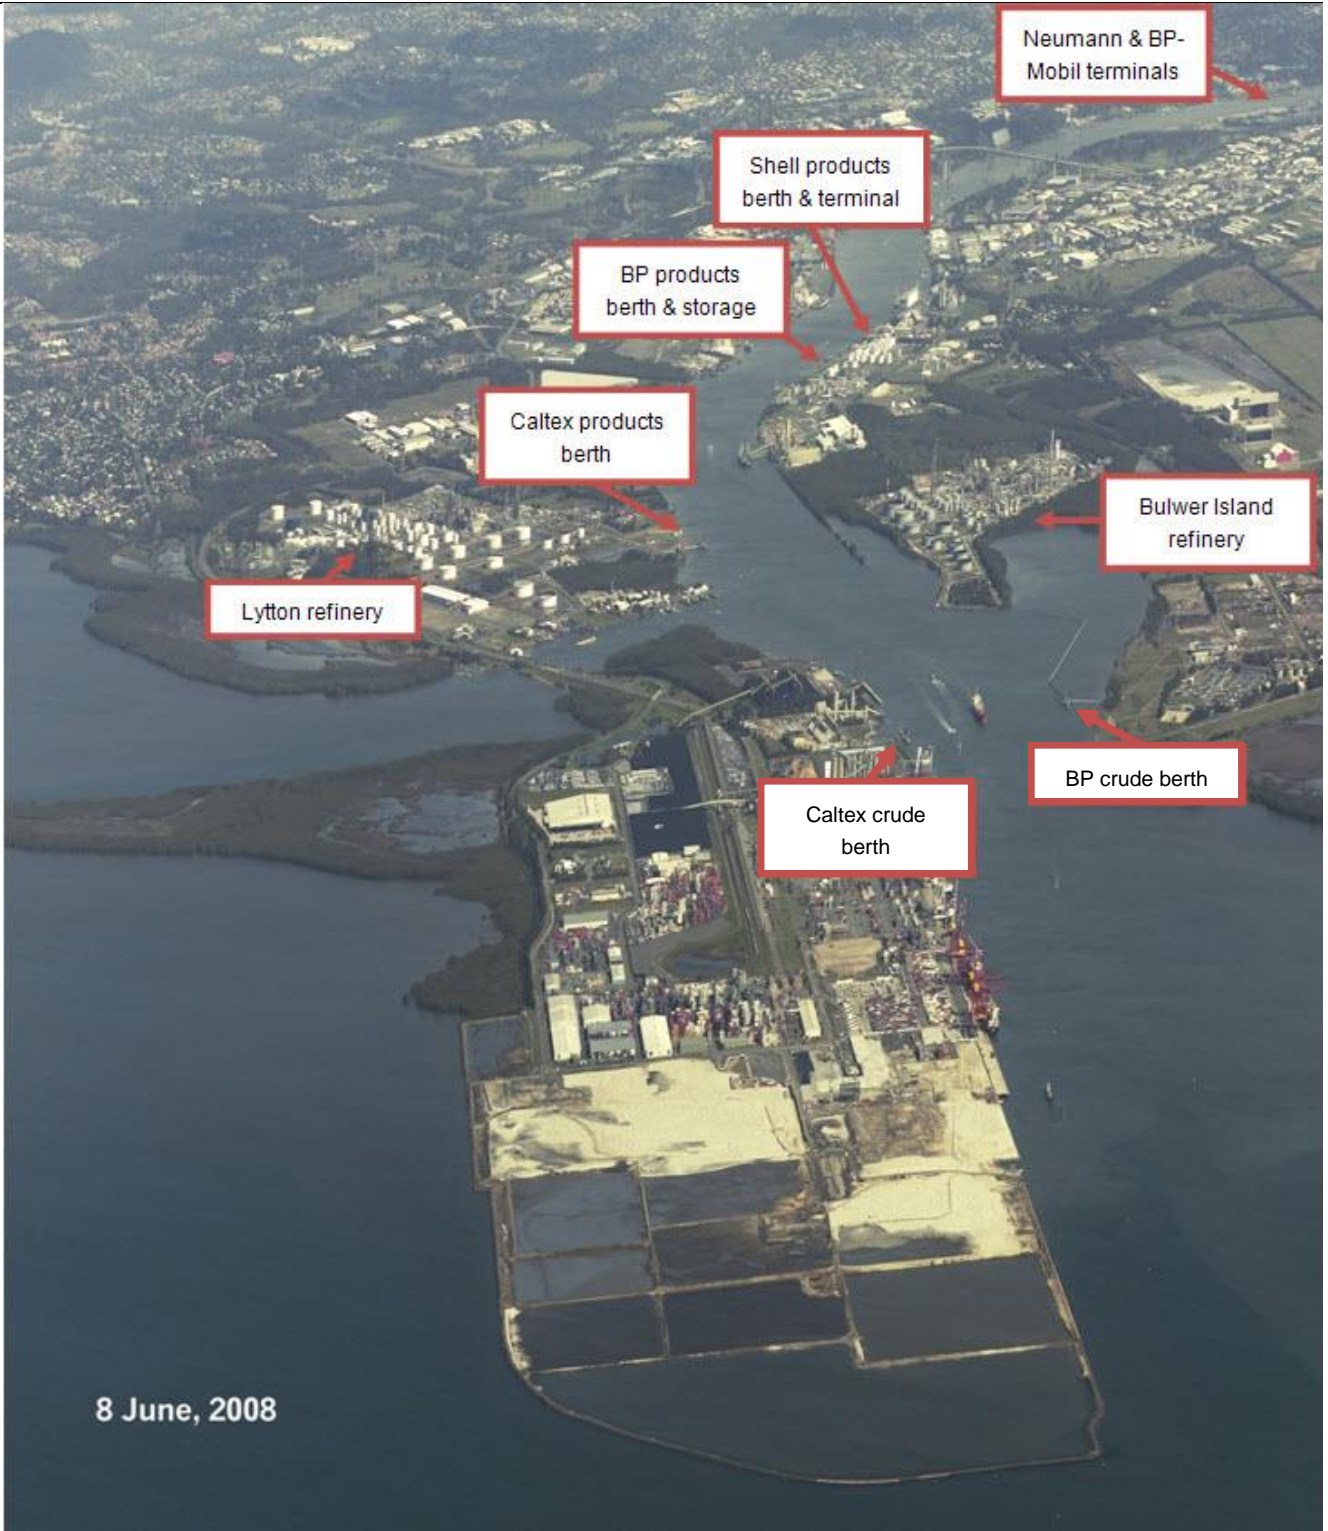 Neumann & BP-
Mobil terminals
Shell products
berth & terminal
BP products
berth & storage
Caltex products
berth
Bulwer Island
refinery
Lytton refinery
BP crude berth
Caltex crude
berth
8 June, 2008